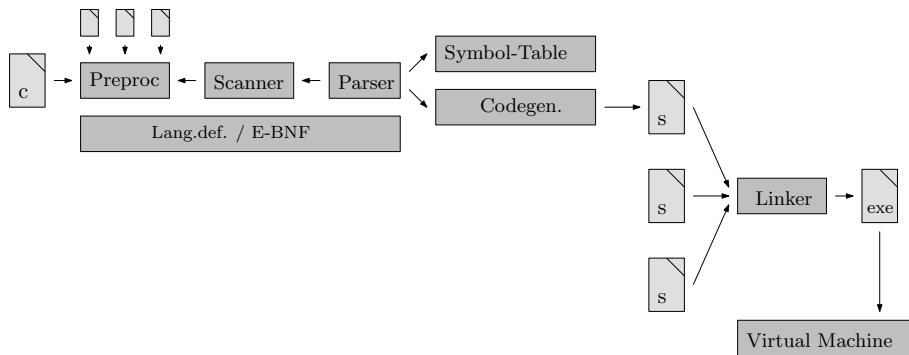 c
Preproc
Scanner
Parser
Symbol-Table
Codegen.
Lang.def. / E-BNF
s
s
s
Linker
exe
Virtual Machine